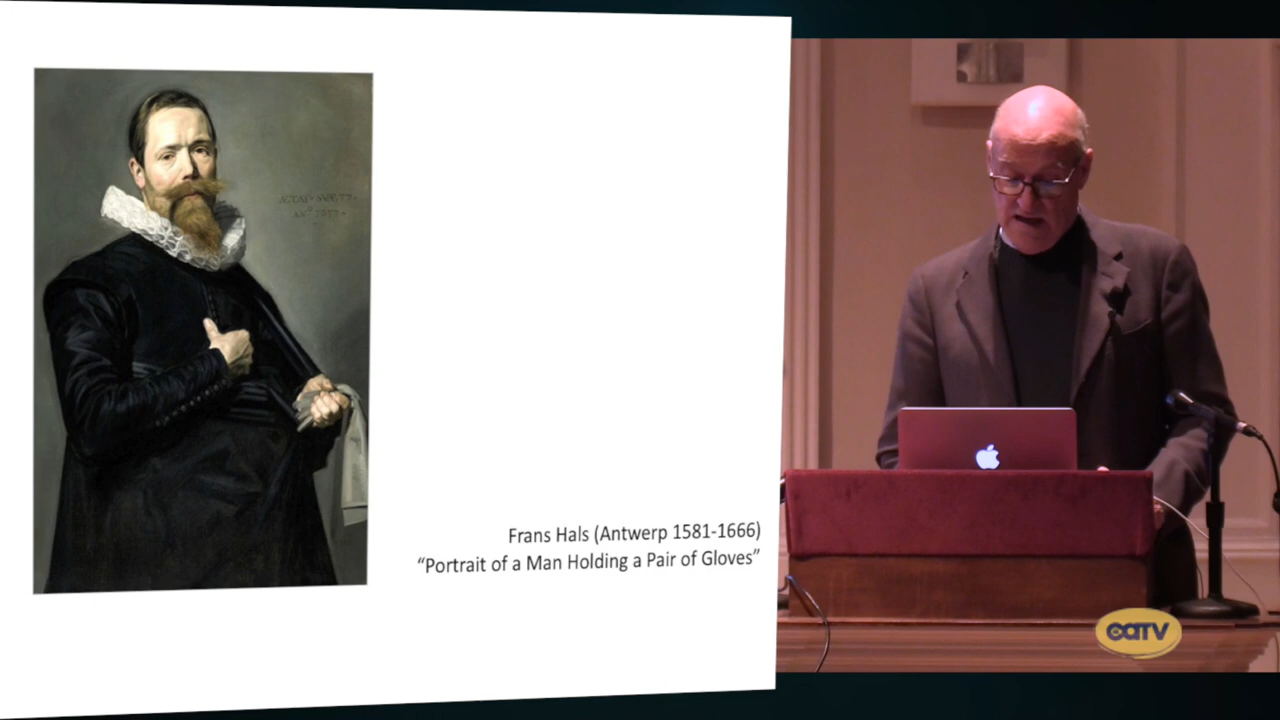 Frans Hals (Antwerp 1581-1666)
“Portrait of a Man Holding a Pair of Gloves”
CATV